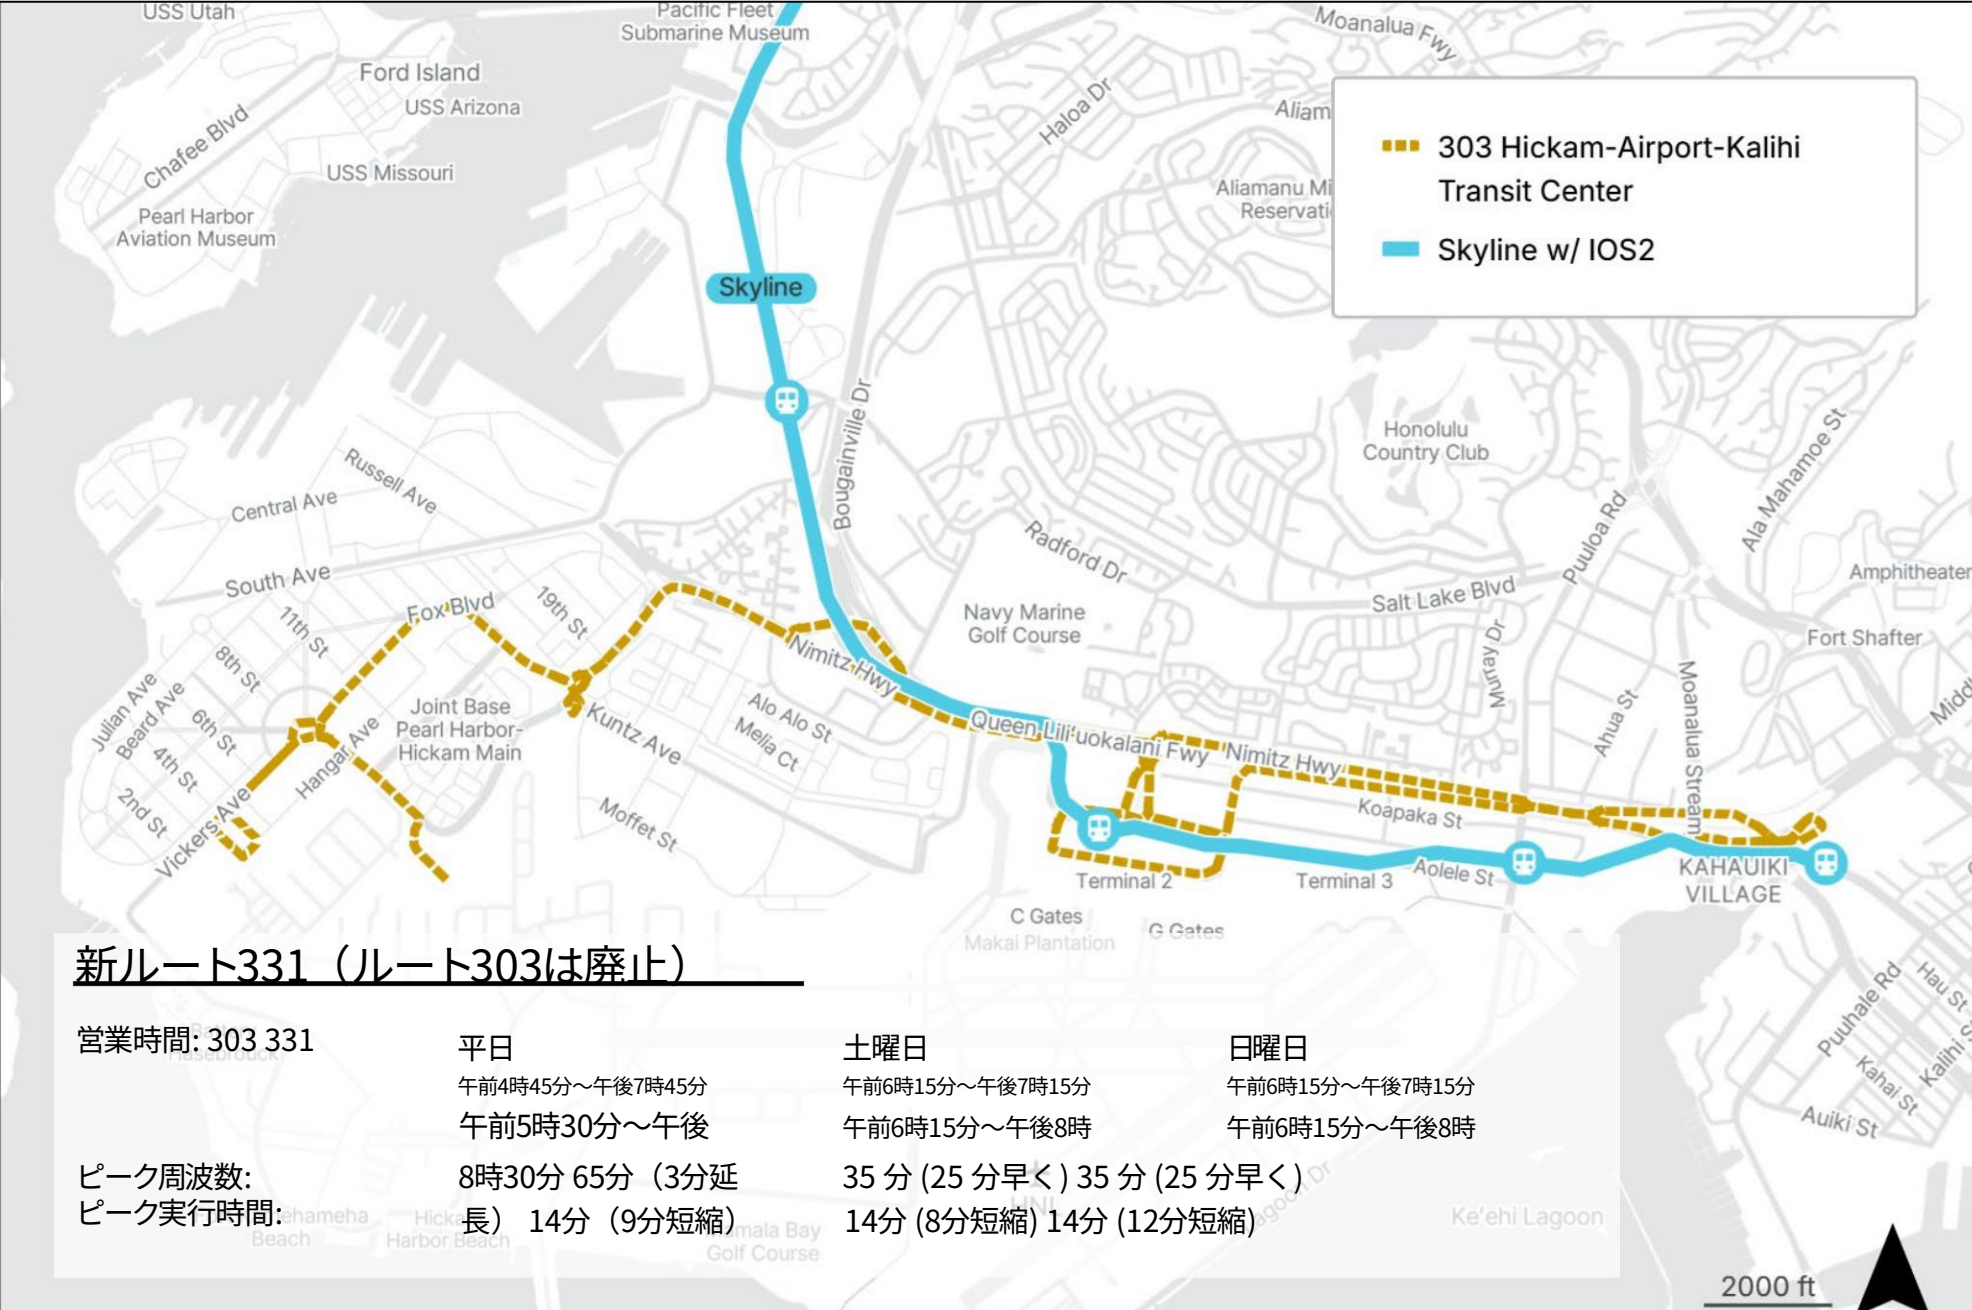 USS Utah
Pacific Fleet
Submarine Museum
Moanalua Fwy
Ford Island
USS Arizona
Chafee Blvd
USS Missouri
Pearl Harbor
Aviation Museum
Haloa Dr
Aliam
Aliamanu Mi
Reservati
303 Hickam-Airport-Kalihi
Transit Center
Skyline w/ IOS2
Skyline
Bougainville Dr
Honolulu
Country Club
Ala Mahamoe St
Puuloa Rd
Russell Ave
Central Ave
South Ave
Radford Dr
Salt Lake Blvd
Amphitheater
Fox Blvd
19th St
11th St
8th St
6th St
4th St
2nd St
Julian Ave
Beard Ave
Vickers Ave
Hangar Ave
Joint Base
Pearl Harbor-
Hickam Main
Kuntz Ave
Moffet St
Alo Alo St
Melia Ct
Nimitz Hwy
Navy Marine
Golf Course
Queen Lili'uokalani Fwy
Nimitz Hwy
Murray Dr
Ahua St
Moanalua Stream
Fort Shafter
Middl
Koapaka St
Aolele St
Terminal 2
Terminal 3
KAHAUIKI
VILLAGE
C Gates
G Gates
Makai Plantation
Puuhale Rd
Hau St
Kahai St
Kalihi S
Auiki St
新ルート331（ルート303は廃止）
営業時間: 303 331
平日
土曜日
日曜日
午前4時45分～午後7時45分
午前6時15分～午後7時15分
午前6時15分～午後7時15分
午前5時30分～午後
午前6時15分～午後8時
午前6時15分～午後8時
ピーク周波数:
8時30分 65分（3分延
35 分 (25 分早く) 35 分 (25 分早く)
ピーク実行時間:
長） 14分（9分短縮）
14分 (8分短縮) 14分 (12分短縮)
Hasebrouck
ehameha
Beach
Hicka
Harbor Beach
mala Bay
Golf Course
HNL
agoon Dr
Ke'ehi Lagoon
2000 ft